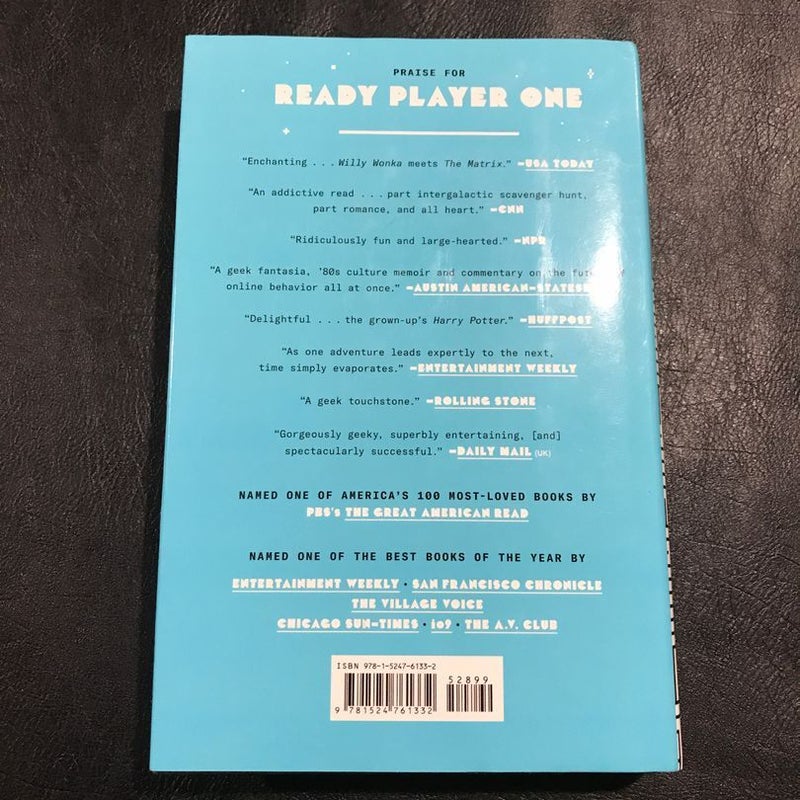 PRAISE FOR
READY PLAYER ONE
“Enchanting . . . Willy Wonka meets The Matrix.” —USA TODAY
“An addictive read . . . part intergalactic scavenger hunt,
part romance, and all heart.” —CNN
“Ridiculously fun and large-hearted.” —NPR
“A geek fantasia, ’80s culture memoir and commentary on the
online behavior all at once.” —AUSTIN AMERICAN-
“Delightful . . . the grown-up’s Harry Potter.” —HUFFPOST
“As one adventure leads expertly to the next,
time simply evaporates.” —ENTERTAINMENT WEEKLY
“A geek touchstone.” —ROLLING STONE
“Gorgeously geeky, superbly entertaining, [and]
spectacularly successful.” —DAILY MAIL (UK)
NAMED ONE OF AMERICA’S 100 MOST-LOVED BOOKS BY
PBS’s THE GREAT AMERICAN READ
NAMED ONE OF THE BEST BOOKS OF THE YEAR BY
ENTERTAINMENT WEEKLY · SAN FRANCISCO CHRONICLE
THE VILLAGE VOICE
CHICAGO SUN-TIMES · io9 · THE A.V. CLUB
ISBN 978-1-5247-6133-2
52899
9 781524 761332